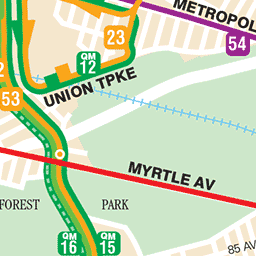 METROPOL
54
23
QM
12
UNION TPKE
2
53
MYRTLE AV
FOREST PARK
QM
16
QM
15
85 AV